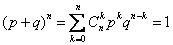 (p + q)^n = \sum_{k=0}^{n} C_n^k p^k q^{n-k} = 1